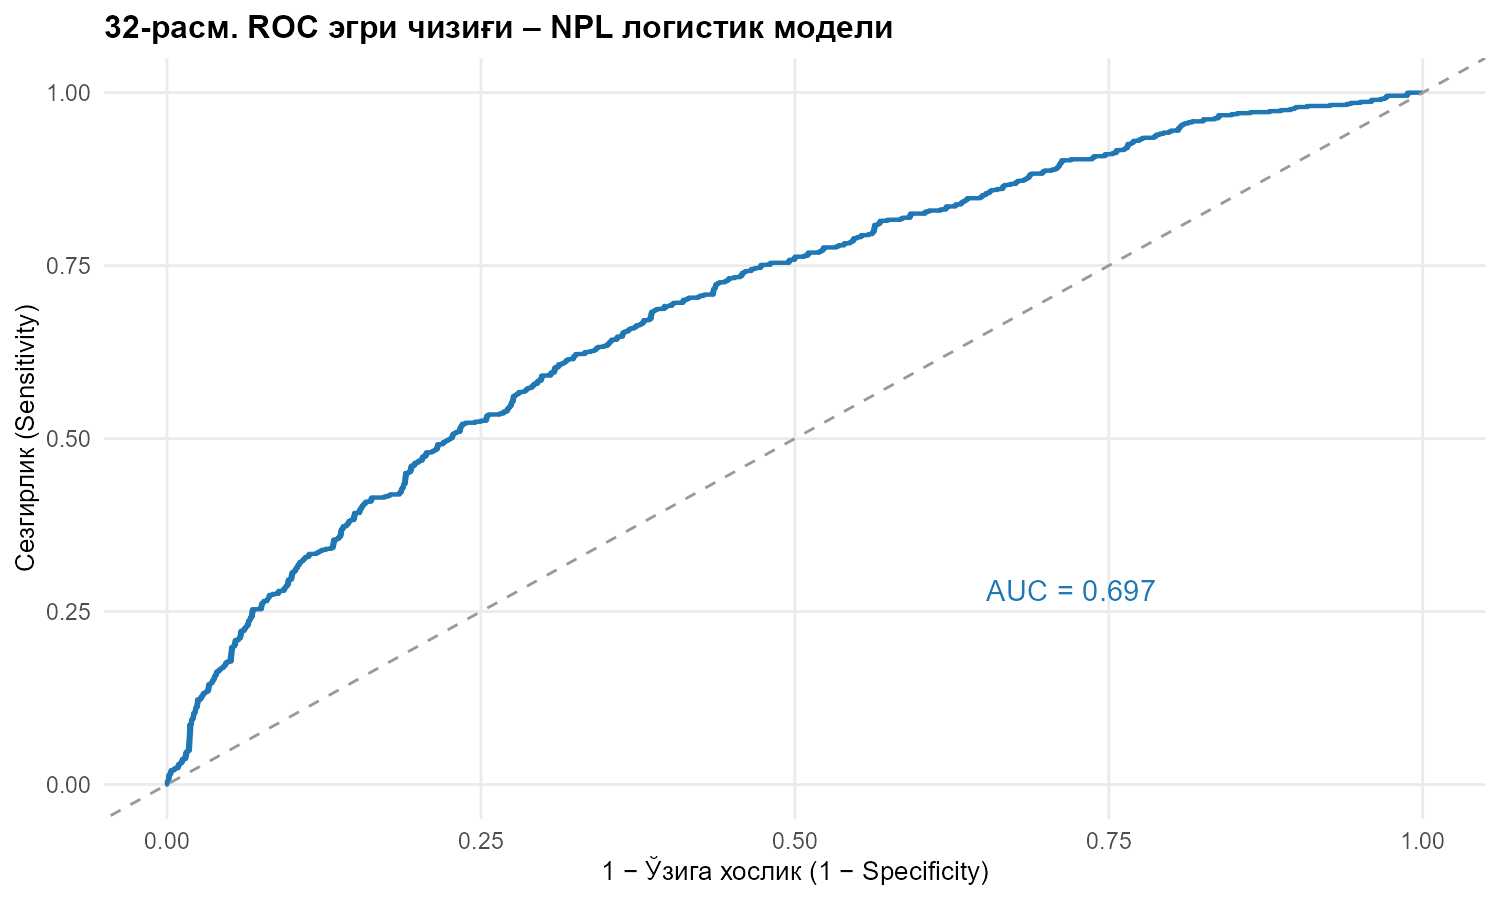 32-расм. ROC эгри чизиғи – NPL логистик модели
1.00
0.75
0.50
0.25
0.00
Сезгирлик (Sensitivity)
AUC = 0.697
0.00 0.25 0.50 0.75 1.00
1 − Ўзига хослик (1 − Specificity)